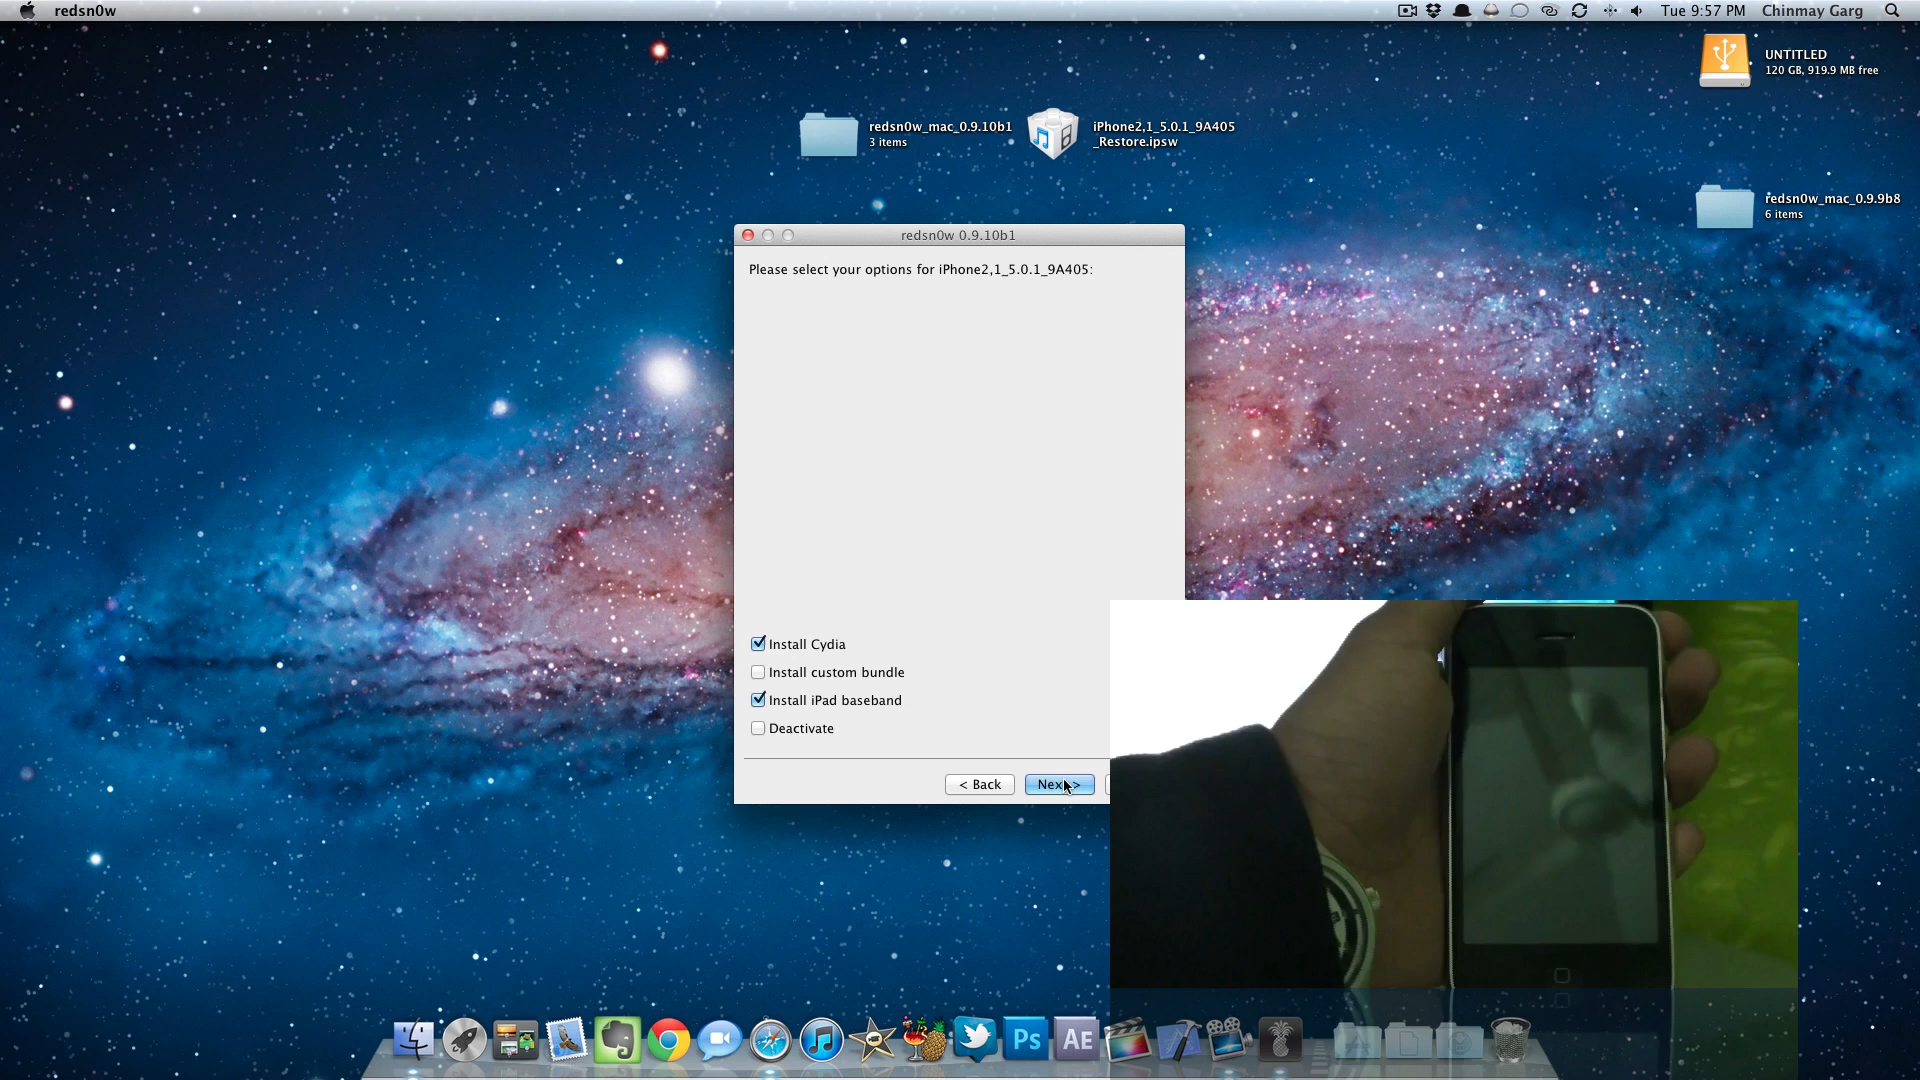 redsn0w
Tue 9:57 PM
Chinmay Garg
UNTITLED
120 GB, 919.9 MB free
redsn0w_mac_0.9.10b1
3 items
iPhone2,1_5.0.1_9A405
_Restore.ipsw
redsn0w_mac_0.9.9b8
6 items
redsn0w 0.9.10b1
Please select your options for iPhone2,1_5.0.1_9A405:
Install Cydia
Install custom bundle
Install iPad baseband
Deactivate
< Back
Next >
Ps
AE